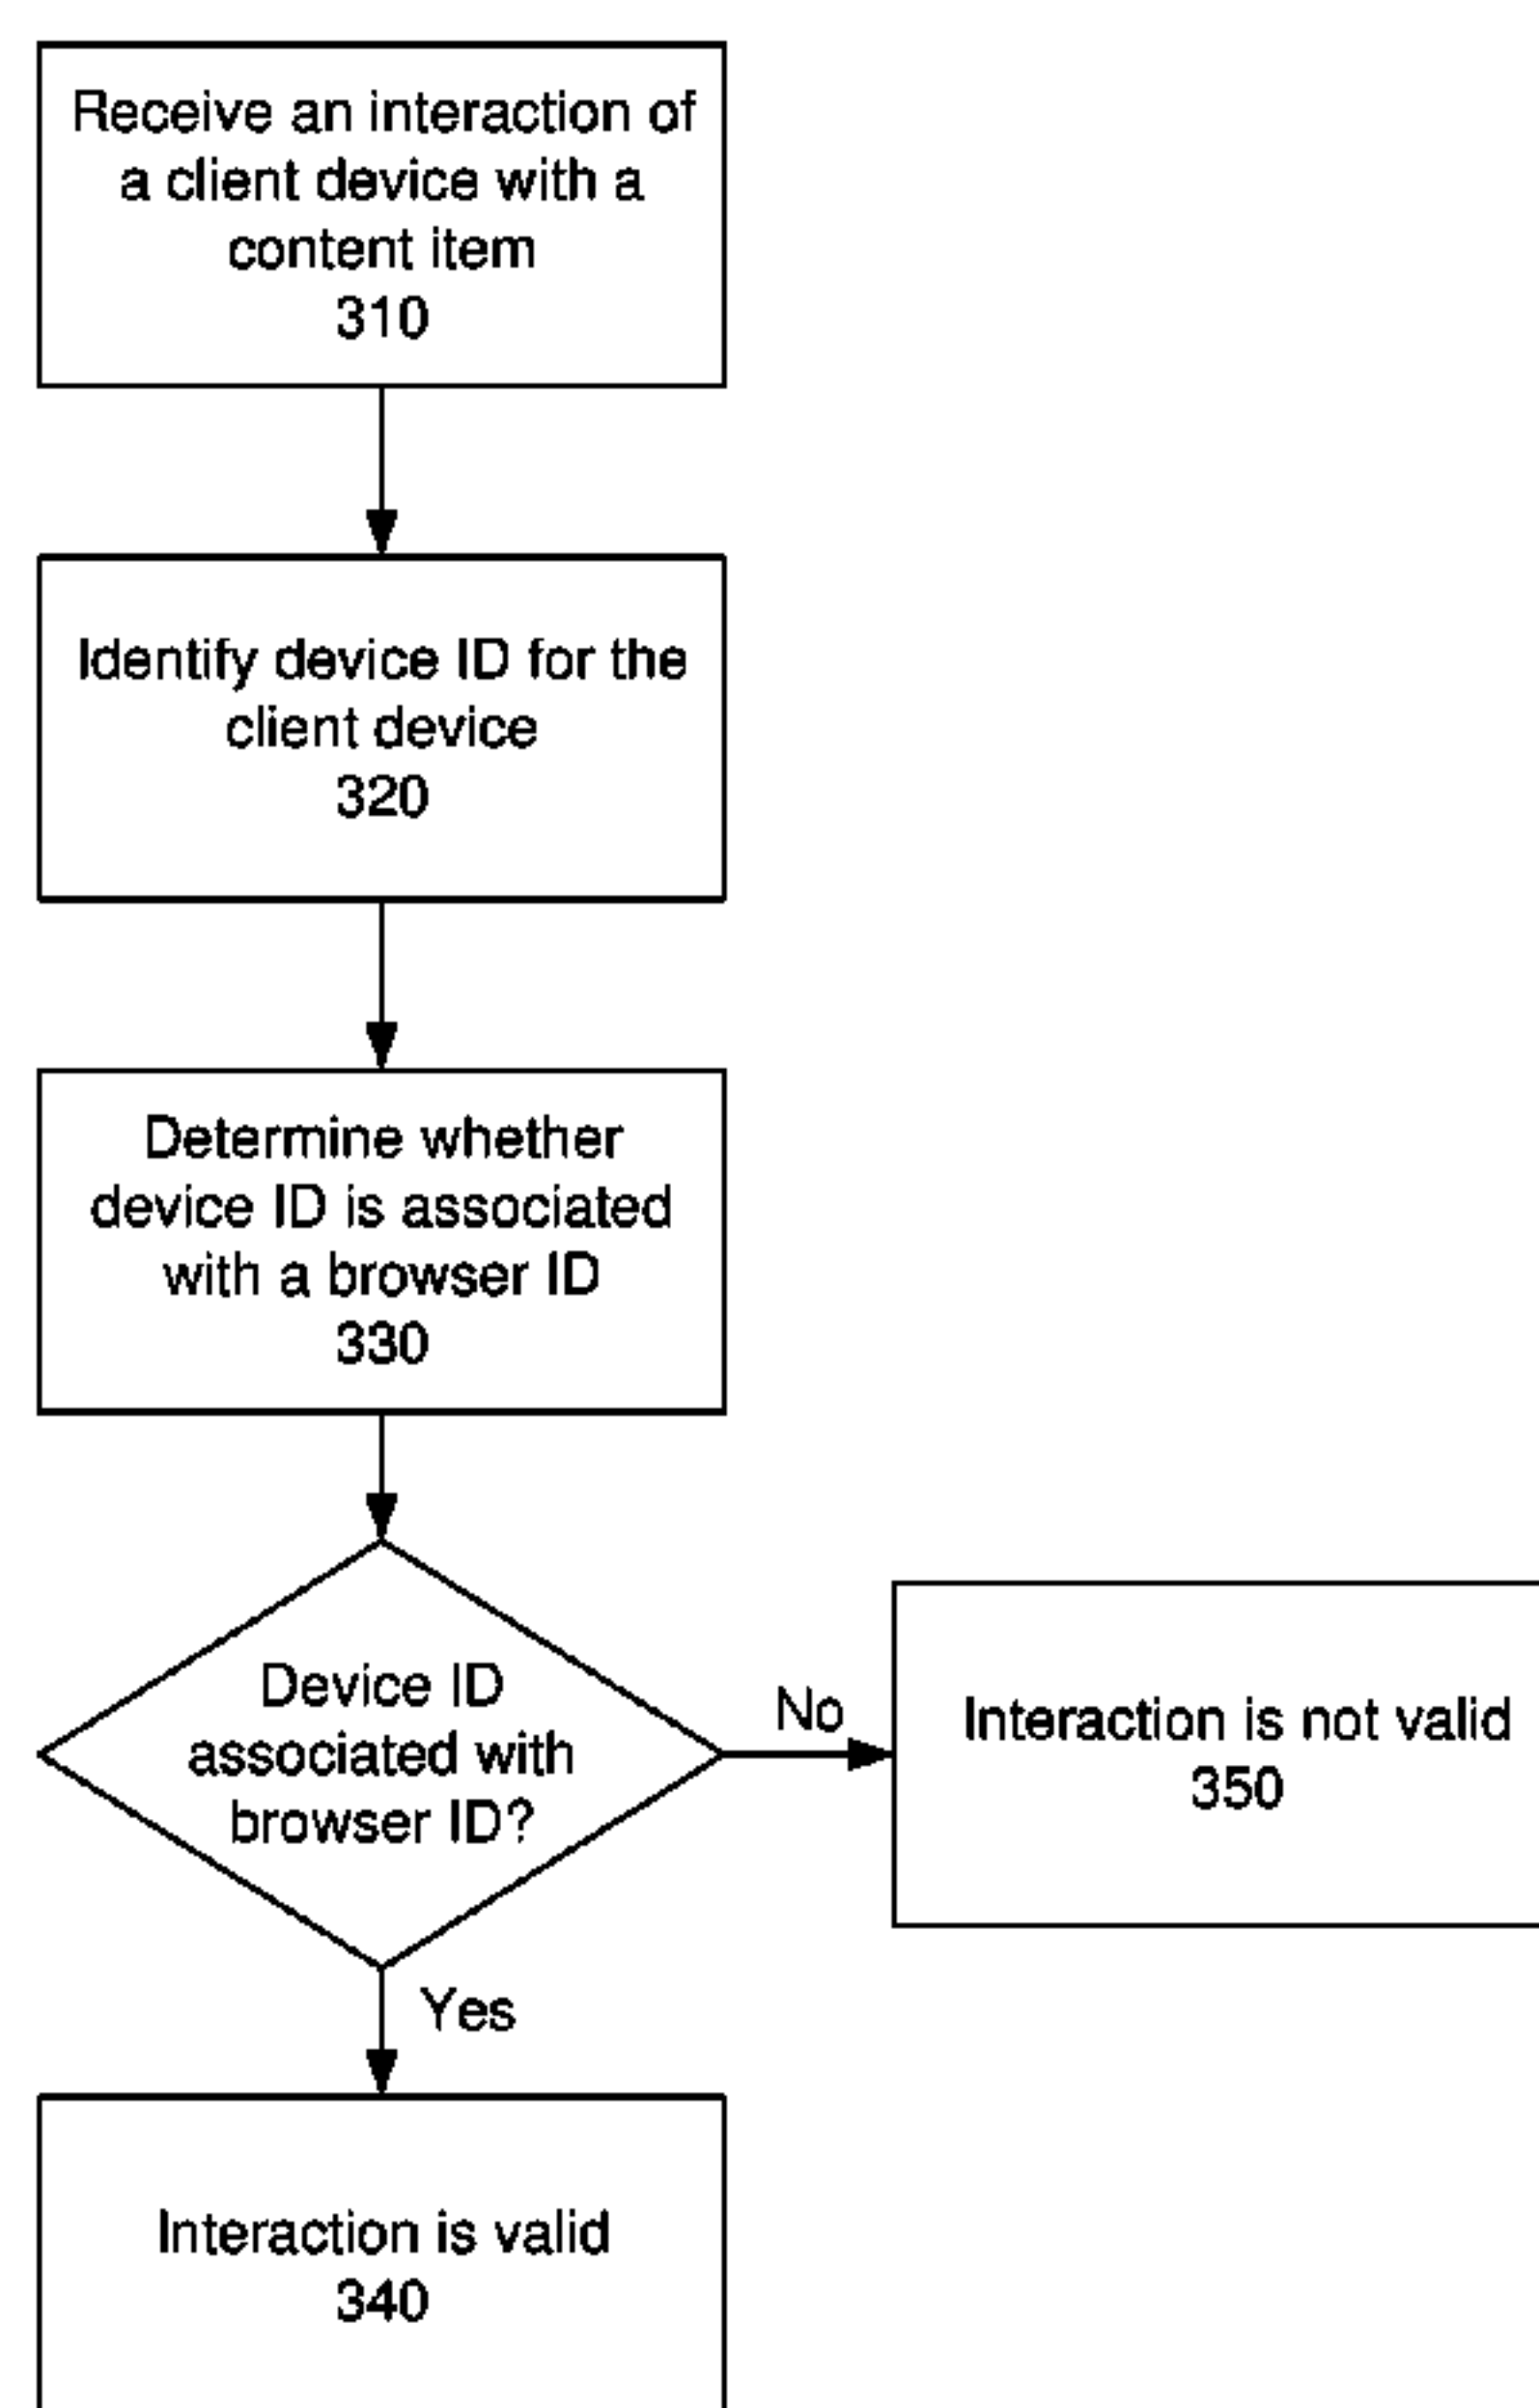 Receive an interaction of
a client device with a
content item
310
Identify device ID for the
client device
320
Determine whether
device ID is associated
with a browser ID
330
Device ID
associated with
browser ID?
No
Interaction is not valid
350
Yes
Interaction is valid
340